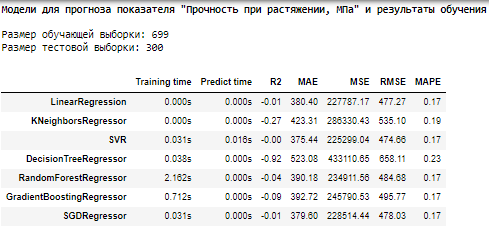 Модели для прогноза показателя "Прочность при растяжении, МПа" и результаты обучения
Размер обучающей выборки: 699
Размер тестовой выборки: 300
Training time Predict time R2 MAE MSE RMSE MAPE
LinearRegression 0.000s 0.000s -0.01 380.40 227787.17 477.27 0.17
KNeighborsRegressor 0.000s 0.000s -0.27 423.31 286330.43 535.10 0.19
SVR 0.031s 0.016s -0.00 375.44 225299.04 474.66 0.17
DecisionTreeRegressor 0.038s 0.000s -0.92 523.08 433110.65 658.11 0.23
RandomForestRegressor 2.162s 0.000s -0.04 390.18 234911.56 484.68 0.17
GradientBoostingRegressor 0.712s 0.000s -0.09 392.72 245790.53 495.77 0.17
SGDRegressor 0.031s 0.000s -0.01 379.60 228514.44 478.03 0.17